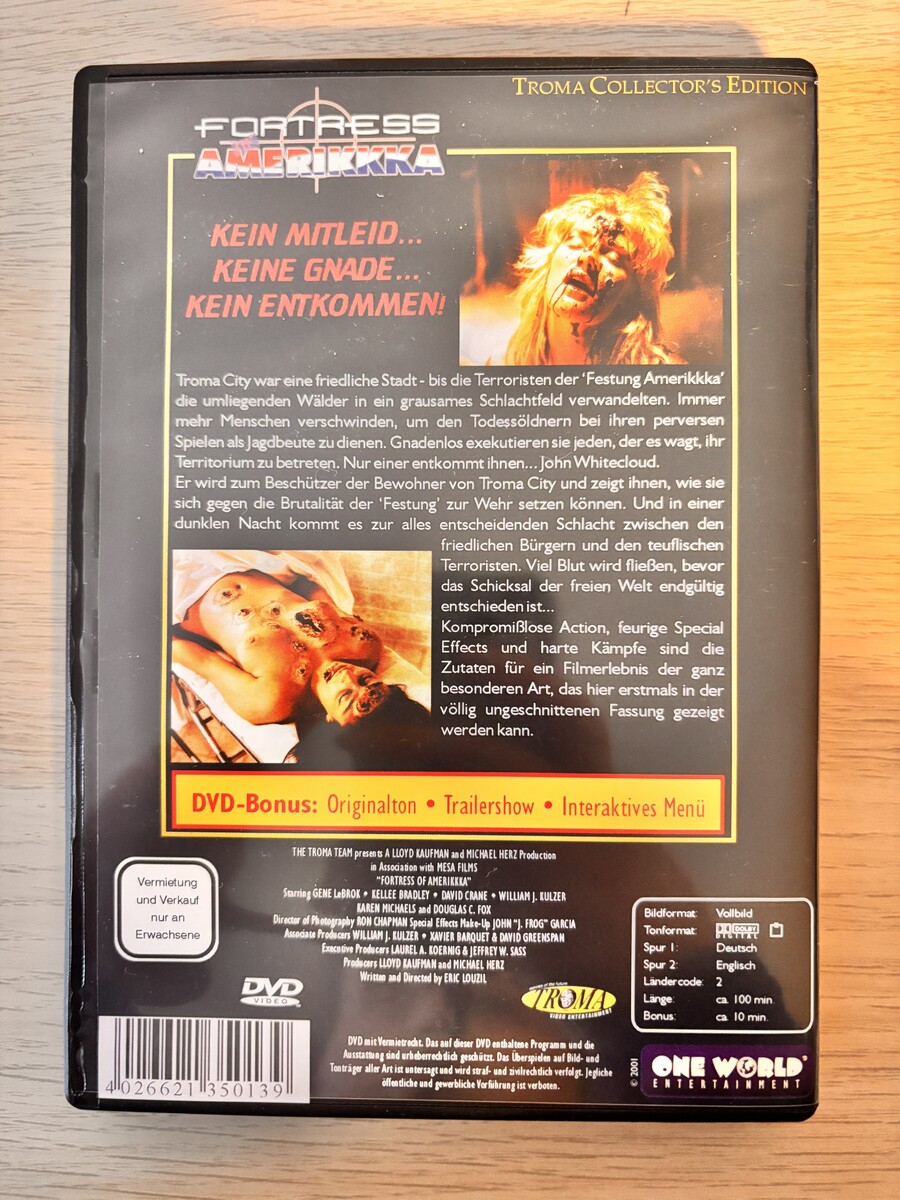 TROMA COLLECTOR'S EDITION
FORTRESS
AMERIKKKA
KEIN MITLEID...
KEINE GNADE...
KEIN ENTKOMMEN!
Troma City war eine friedliche Stadt - bis die Terroristen der 'Festung Amerikkka'
die umliegenden Wälder in ein grausames Schlachtfeld verwandelten. Immer
mehr Menschen verschwinden, um den Todessöldnern bei ihren perversen
Spielen als Jagdbeute zu dienen. Gnadenlos exekutieren sie jeden, der es wagt, ihr
Territorium zu betreten. Nur einer entkommt ihnen... John Whitecloud.
Er wird zum Beschützer der Bewohner von Troma City und zeigt ihnen, wie sie
sich gegen die Brutalität der 'Festung' zur Wehr setzen können. Und in einer
dunklen Nacht kommt es zur alles entscheidenden Schlacht zwischen den
friedlichen Bürgern und den teuflischen
Terroristen. Viel Blut wird fließen, bevor
das Schicksal der freien Welt endgültig
entschieden ist...
Kompromißlose Action, feurige Special
Effects und harte Kämpfe sind die
Zutaten für ein Filmerlebnis der ganz
besonderen Art, das hier erstmals in der
völlig ungeschnittenen Fassung gezeigt
werden kann.
DVD-Bonus: Originalton • Trailershow • Interaktives Menü
THE TROMA TEAM presents A LLOYD KAUFMAN and MICHAEL HERZ Production
in Association with MESA FILMS
"FORTRESS OF AMERIKKKA"
Starring GENE LeBROK • KELLEE BRADLEY • DAVID CRANE • WILLIAM J. KULZER
KAREN MICHAELS and DOUGLAS C. FOX
Director of Photography RON CHAPMAN Special Effects Make-Up JOHN "J. FROG" GARCIA
Associate Producers WILLIAM J. KULZER • XAVIER BARQUET & DAVID GREENSPAN
Executive Producers LAUREL A. KOERNIG & JEFFREY W. SASS
Producers LLOYD KAUFMAN and MICHAEL HERZ
Written and Directed by ERIC LOUZIL
Vermietung
und Verkauf
nur an
Erwachsene
DVD
VIDEO
movies of the future
TROMA
VIDEO ENTERTAINMENT
Bildformat: Vollbild
Tonformat: DOLBY DIGITAL
Spur 1: Deutsch
Spur 2: Englisch
Ländercode: 2
Länge: ca. 100 min.
Bonus: ca. 10 min.
4 026621 350139
DVD mit Vermietrecht. Das auf dieser DVD enthaltene Programm und die
Ausstattung sind urheberrechtlich geschützt. Das Überspielen auf Bild- und
Tonträger aller Art ist untersagt und wird straf- und zivilrechtlich verfolgt. Jegliche
öffentliche und gewerbliche Vorführung ist verboten.
© 2001
ONE WORLD
ENTERTAINMENT